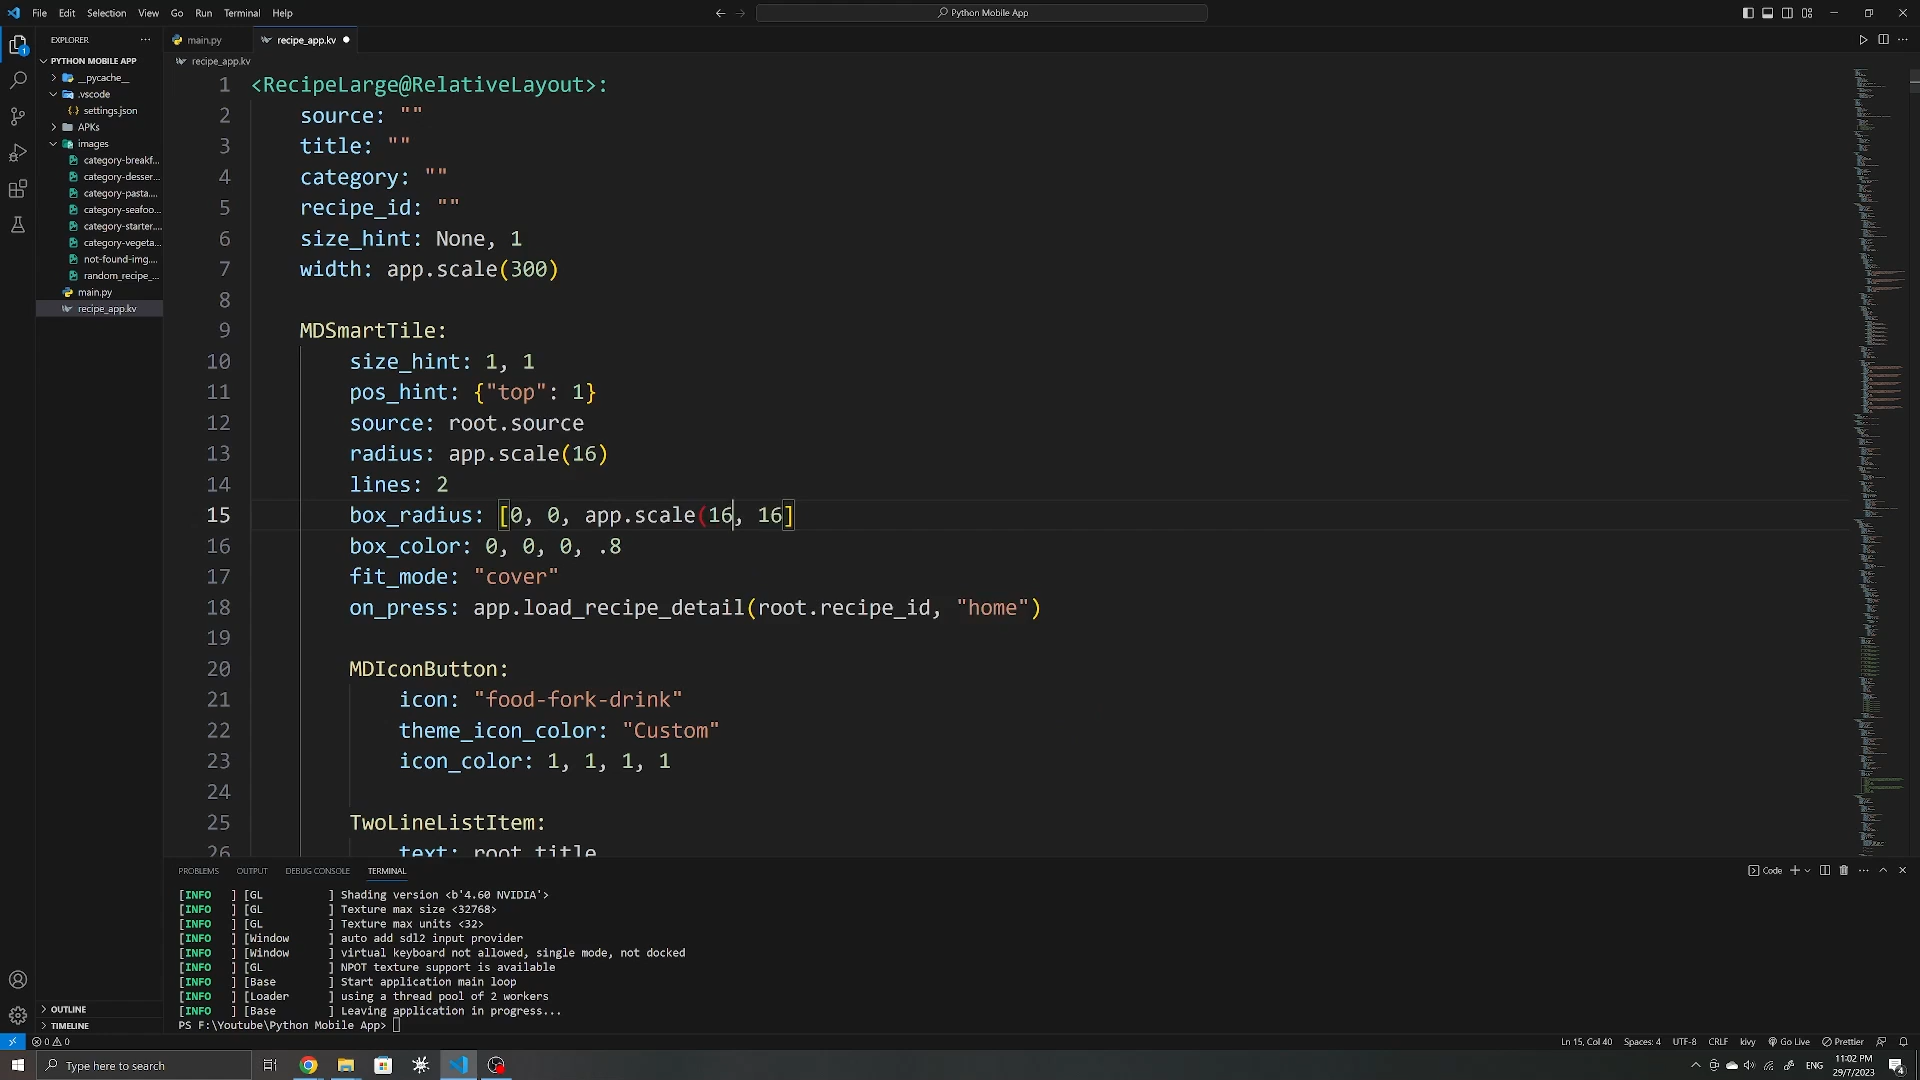 File Edit Selection View Go Run Terminal Help
Python Mobile App
EXPLORER
main.py
recipe_app.kv
PYTHON MOBILE APP
__pycache__
.vscode
settings.json
APKs
images
category-breakf...
category-desser...
category-pasta....
category-seafoo...
category-starter....
category-vegeta...
not-found-img....
random_recipe_...
main.py
recipe_app.kv
OUTLINE
TIMELINE
recipe_app.kv
1 <RecipeLarge@RelativeLayout>:
2 source: ""
3 title: ""
4 category: ""
5 recipe_id: ""
6 size_hint: None, 1
7 width: app.scale(300)
8
9 MDSmartTile:
10 size_hint: 1, 1
11 pos_hint: {"top": 1}
12 source: root.source
13 radius: app.scale(16)
14 lines: 2
15 box_radius: [0, 0, app.scale(16, 16]
16 box_color: 0, 0, 0, .8
17 fit_mode: "cover"
18 on_press: app.load_recipe_detail(root.recipe_id, "home")
19
20 MDIconButton:
21 icon: "food-fork-drink"
22 theme_icon_color: "Custom"
23 icon_color: 1, 1, 1, 1
24
25 TwoLineListItem:
26 text: root.title
PROBLEMS OUTPUT DEBUG CONSOLE TERMINAL
Code
[INFO ] [GL ] Shading version <b'4.60 NVIDIA'>
[INFO ] [GL ] Texture max size <32768>
[INFO ] [GL ] Texture max units <32>
[INFO ] [Window ] auto add sdl2 input provider
[INFO ] [Window ] virtual keyboard not allowed, single mode, not docked
[INFO ] [GL ] NPOT texture support is available
[INFO ] [Base ] Start application main loop
[INFO ] [Loader ] using a thread pool of 2 workers
[INFO ] [Base ] Leaving application in progress...
PS F:\Youtube\Python Mobile App>
0 0
Ln 15, Col 40 Spaces: 4 UTF-8 CRLF kivy Go Live Prettier
Type here to search
ENG
11:02 PM
29/7/2023